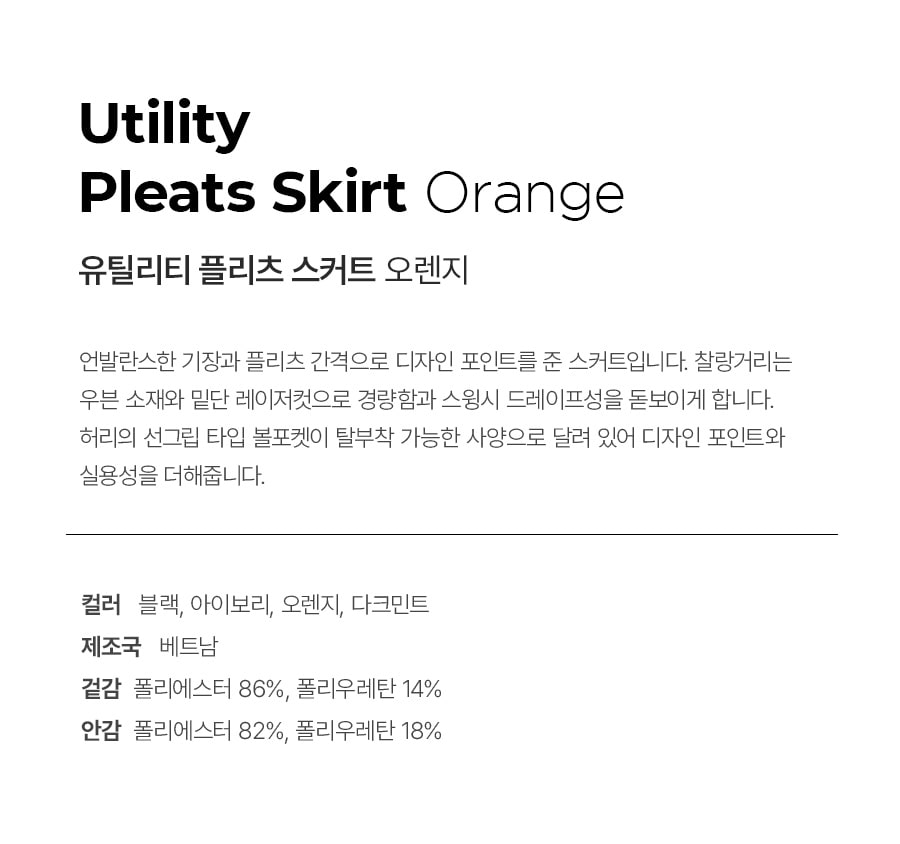 Utility
Pleats Skirt Orange
유틸리티 플리츠 스커트 오렌지
언발란스한 기장과 플리츠 간격으로 디자인 포인트를 준 스커트입니다. 찰랑거리는
우븐 소재와 밑단 레이저컷으로 경량함과 스윙시 드레이프성을 돋보이게 합니다.
허리의 선그립 타입 볼포켓이 탈부착 가능한 사양으로 달려 있어 디자인 포인트와
실용성을 더해줍니다.
컬러 블랙, 아이보리, 오렌지, 다크민트
제조국 베트남
겉감 폴리에스터 86%, 폴리우레탄 14%
안감 폴리에스터 82%, 폴리우레탄 18%